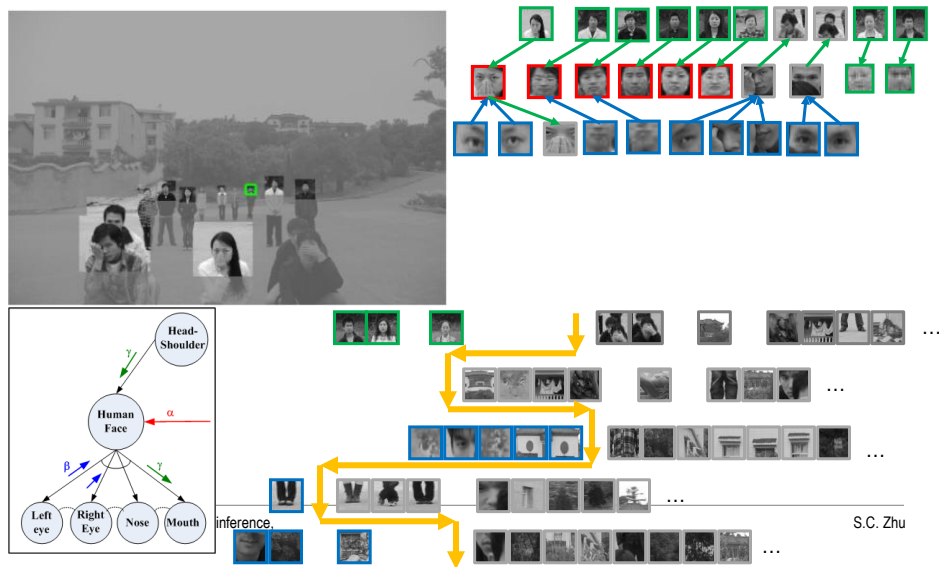 ...
Head-
Shoulder
γ
...
Human
Face
α
β
γ
...
Left
eye
Right
Eye
Nose
Mouth
...
inference,
S.C. Zhu
...